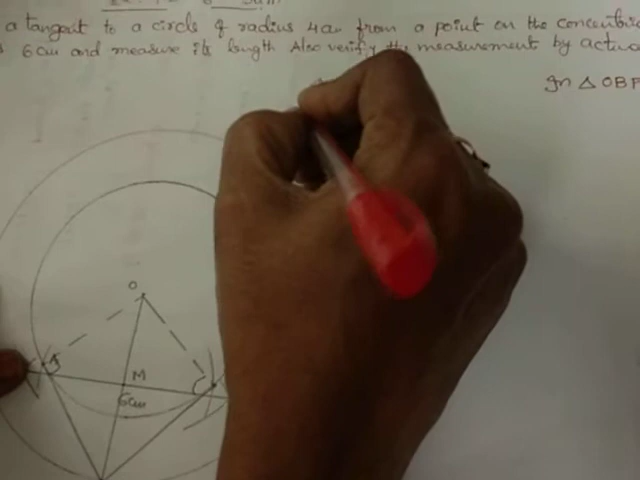 a tangent to a circle of radius 4cm from a point on the concentric
6cm and measure its length Also verify the measurement by actua
In △ OBP
O
A
M
6cm